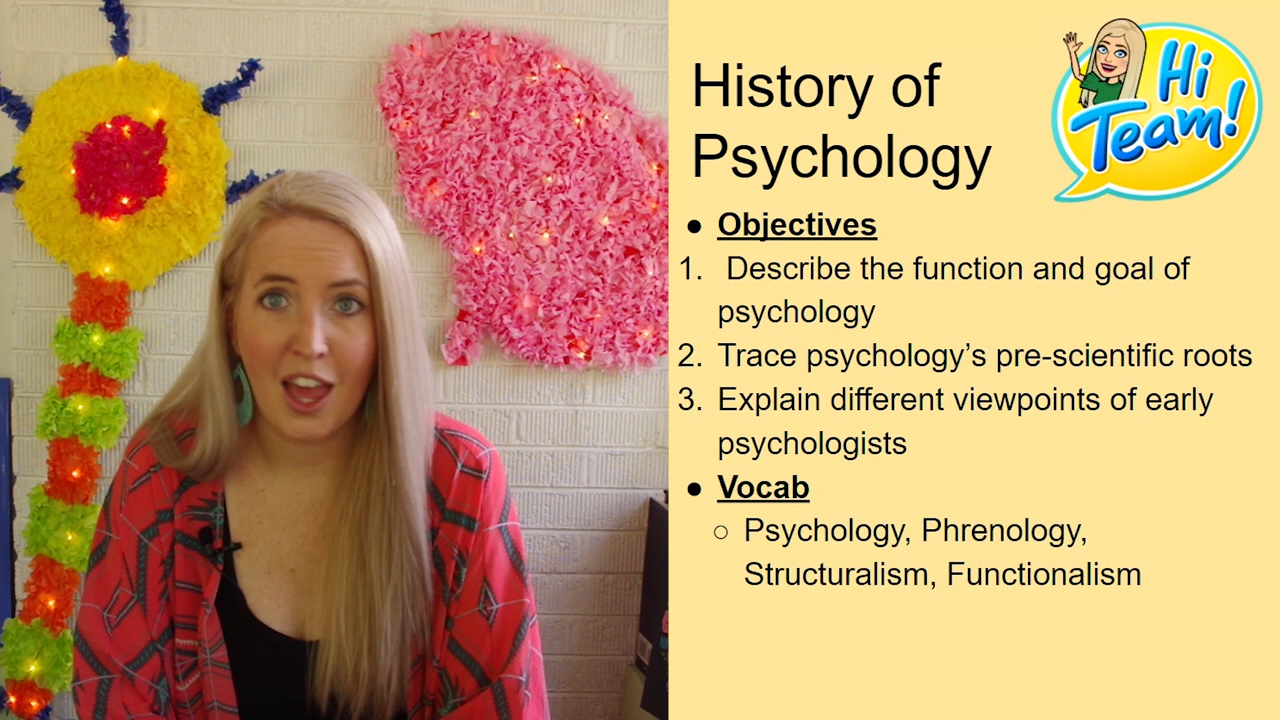 History of
Psychology
Hi
Team!
● Objectives
1. Describe the function and goal of
psychology
2. Trace psychology’s pre-scientific roots
3. Explain different viewpoints of early
psychologists
● Vocab
○ Psychology, Phrenology,
Structuralism, Functionalism